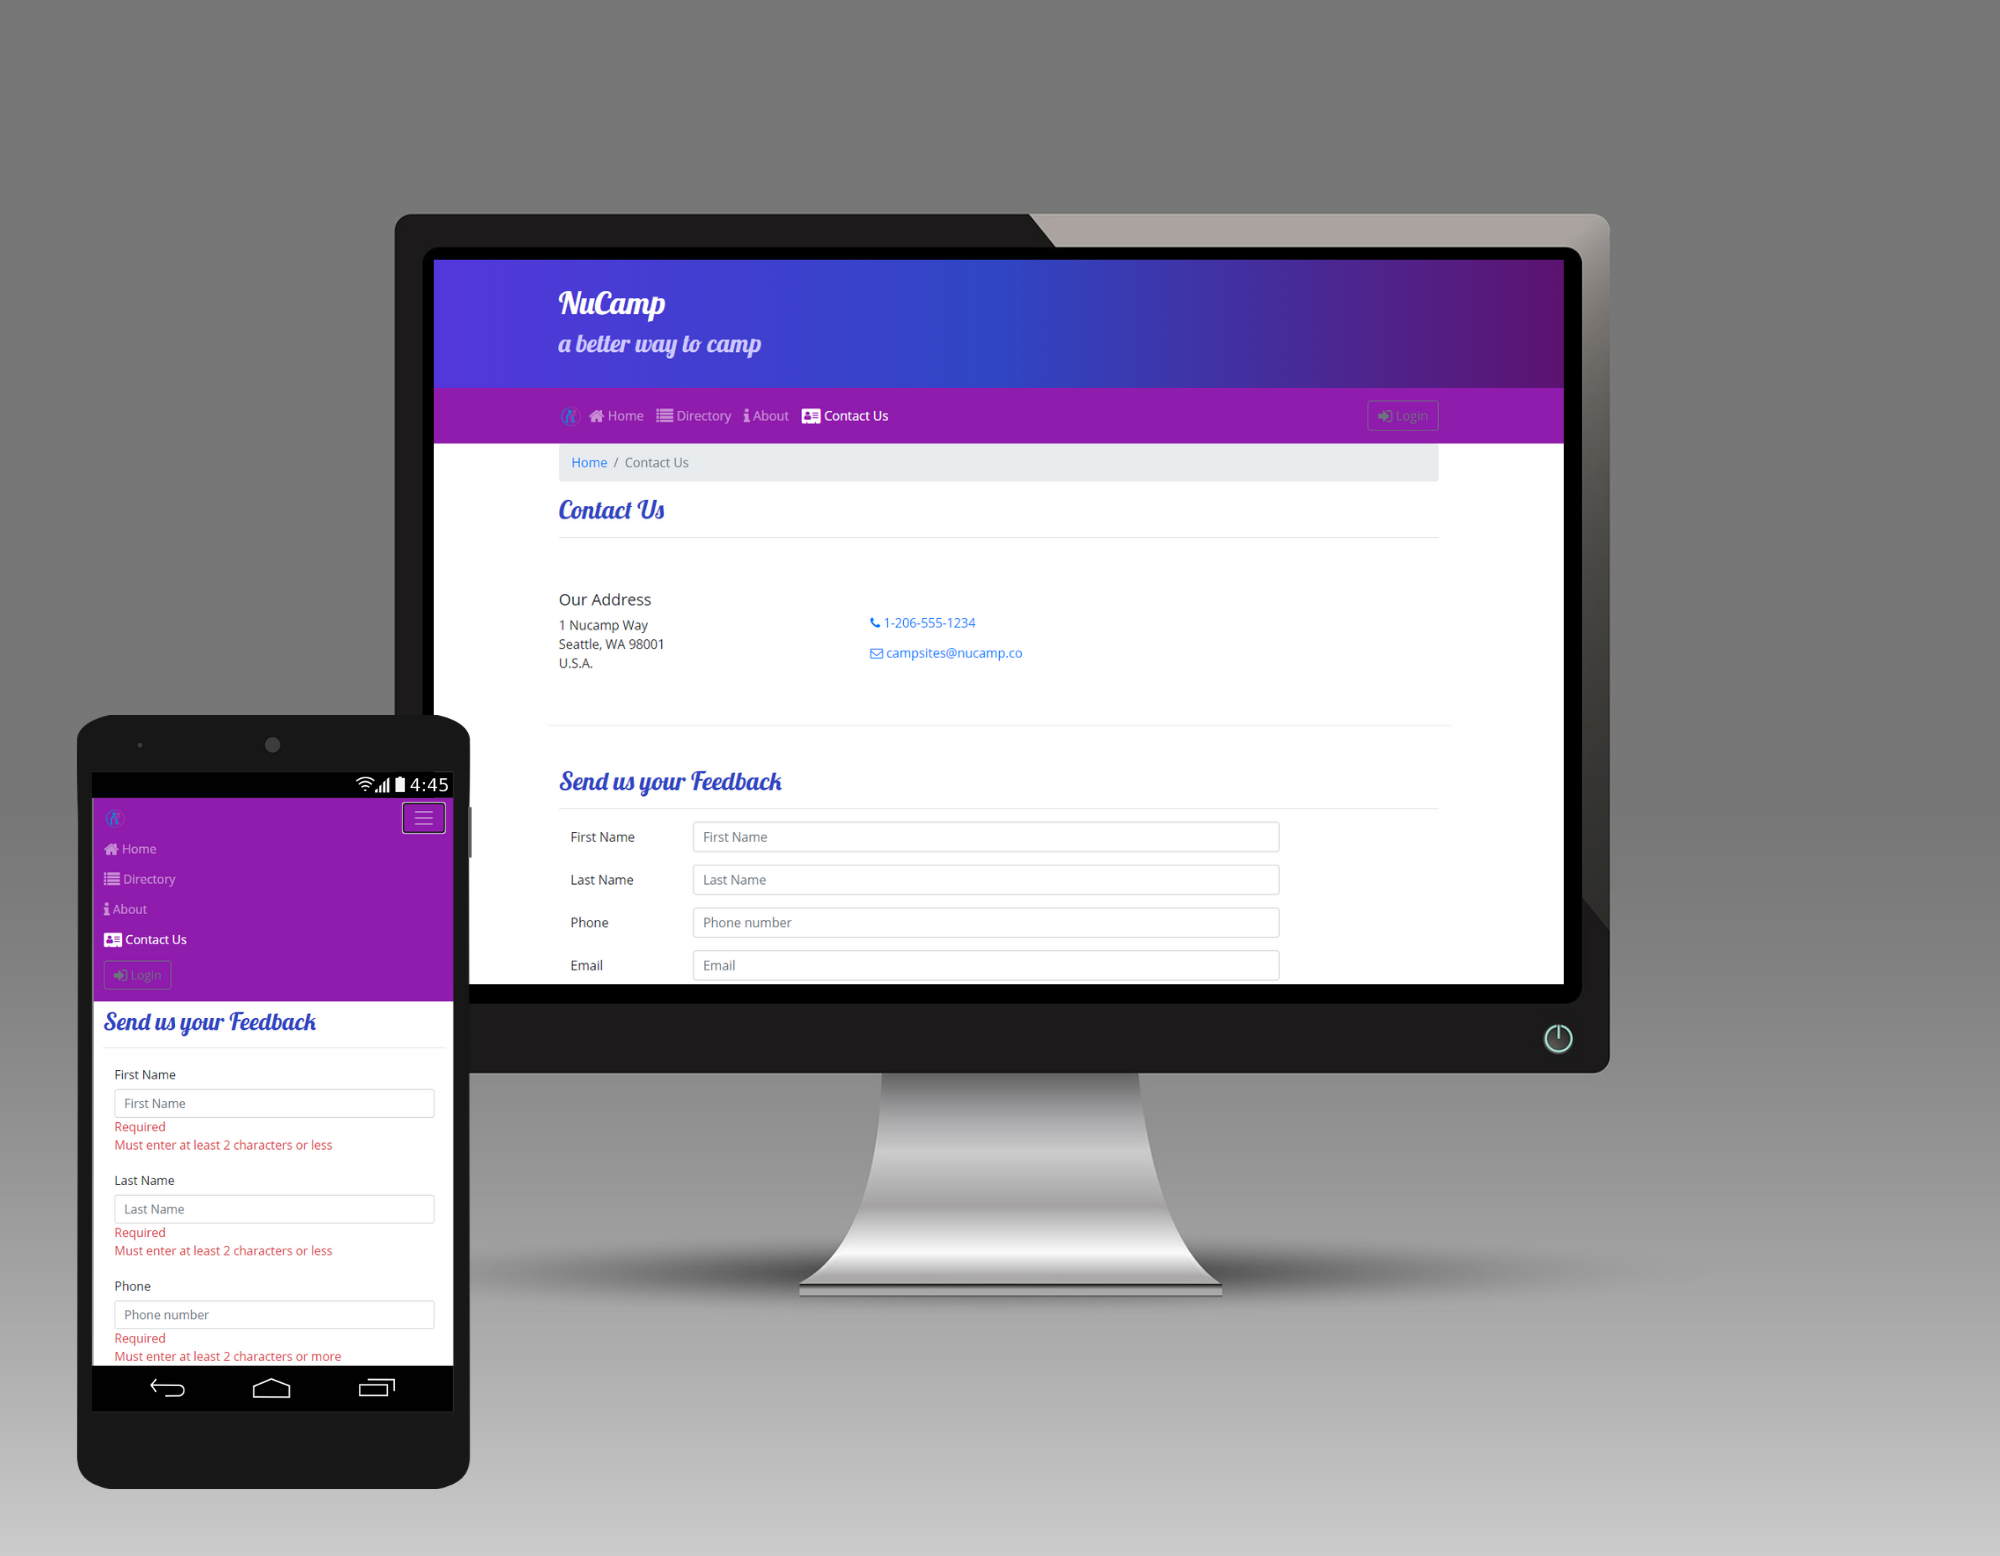 NuCamp
a better way to camp
Home Directory About Contact Us Login
Home / Contact Us
Contact Us
Our Address
1 Nucamp Way
Seattle, WA 98001
U.S.A.
1-206-555-1234
campsites@nucamp.co
Send us your Feedback
First Name First Name
Last Name Last Name
Phone Phone number
Email Email
4:45
Home
Directory
About
Contact Us
Login
Send us your Feedback
First Name
First Name
Required
Must enter at least 2 characters or less
Last Name
Last Name
Required
Must enter at least 2 characters or less
Phone
Phone number
Required
Must enter at least 2 characters or more